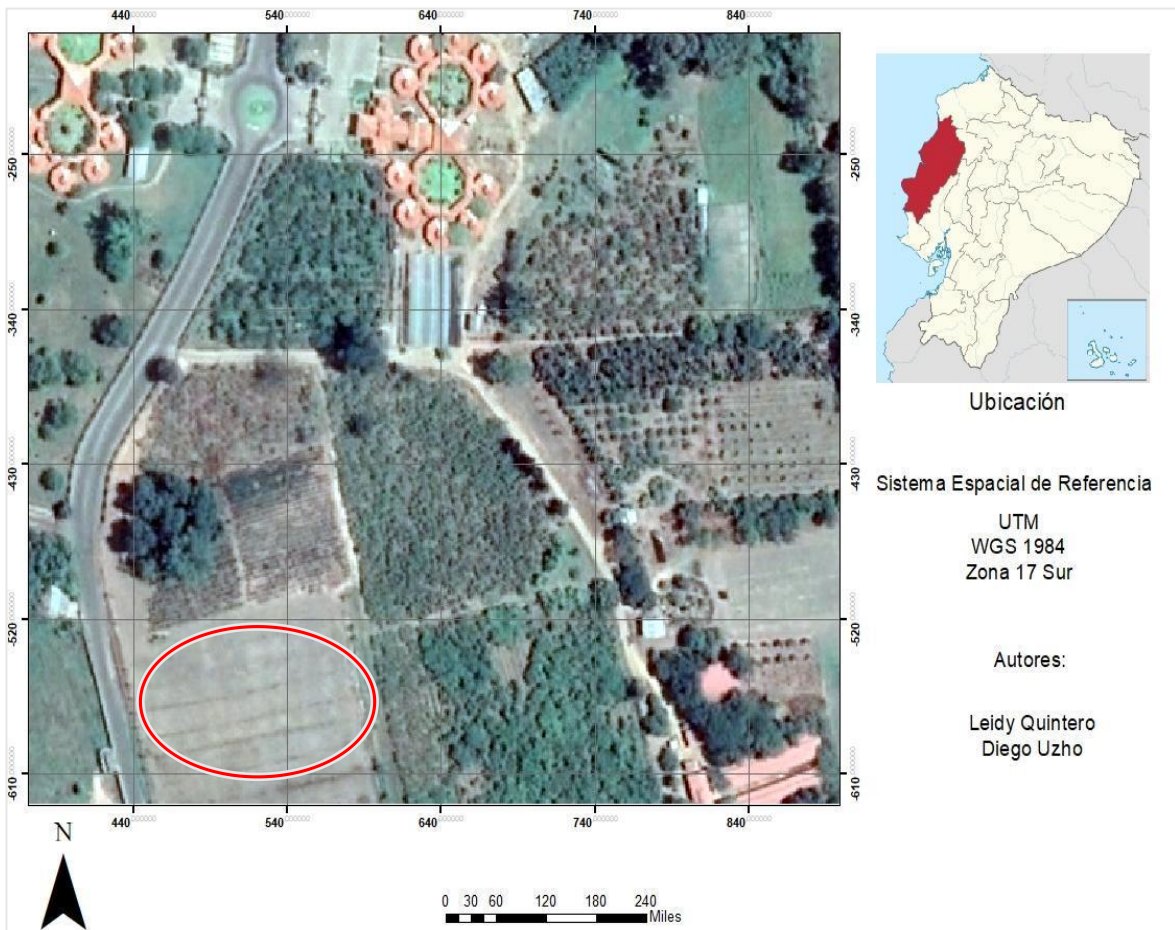 440 540 640 740 840
-250 -250
-340 -340
-430 -430
-520 -520
-610 -610
440 540 640 740 840
N
0 30 60 120 180 240
Miles
Ubicación
Sistema Espacial de Referencia
UTM
WGS 1984
Zona 17 Sur
Autores:
Leidy Quintero
Diego Uzho